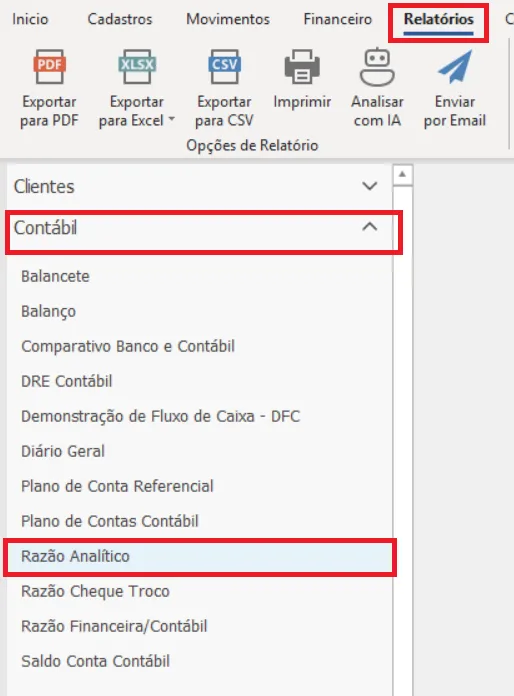 Inicio Cadastros Movimentos Financeiro Relatórios C
PDF XLSX CSV
Exportar Exportar Exportar Imprimir Analisar Enviar
para PDF para Excel para CSV com IA por Email
Opções de Relatório
Clientes
Contábil
Balancete
Balanço
Comparativo Banco e Contábil
DRE Contábil
Demonstração de Fluxo de Caixa - DFC
Diário Geral
Plano de Conta Referencial
Plano de Contas Contábil
Razão Analítico
Razão Cheque Troco
Razão Financeira/Contábil
Saldo Conta Contábil